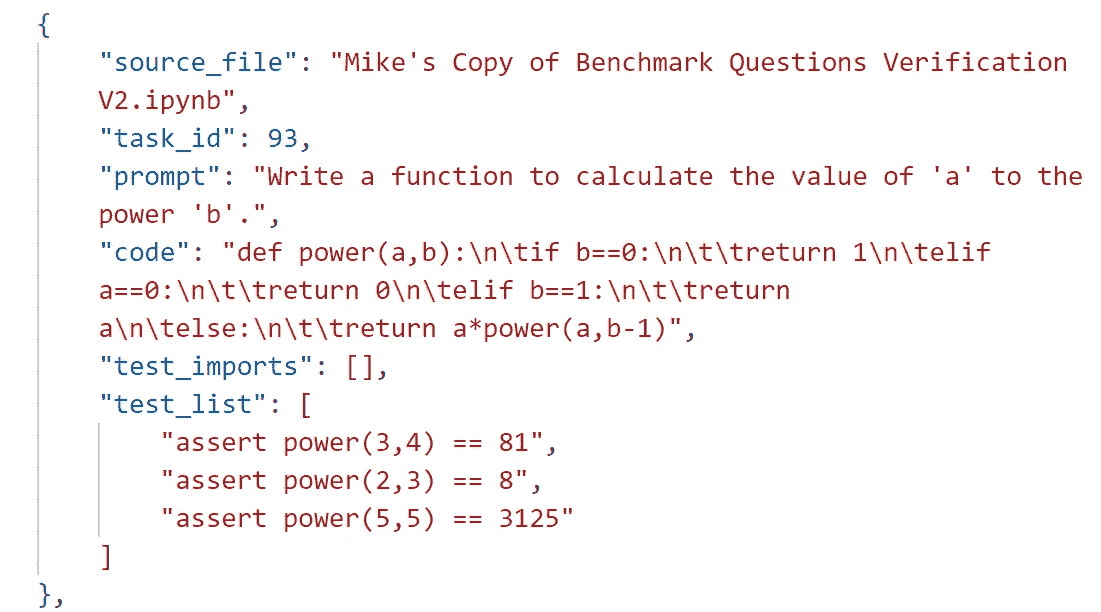 {
"source_file": "Mike's Copy of Benchmark Questions Verification
V2.ipynb",
"task_id": 93,
"prompt": "Write a function to calculate the value of 'a' to the
power 'b'.",
"code": "def power(a,b):\n\tif b==0:\n\t\treturn 1\n\telif
a==0:\n\t\treturn 0\n\telif b==1:\n\t\treturn
a\n\telse:\n\t\treturn a*power(a,b-1)",
"test_imports": [],
"test_list": [
"assert power(3,4) == 81",
"assert power(2,3) == 8",
"assert power(5,5) == 3125"
]
},